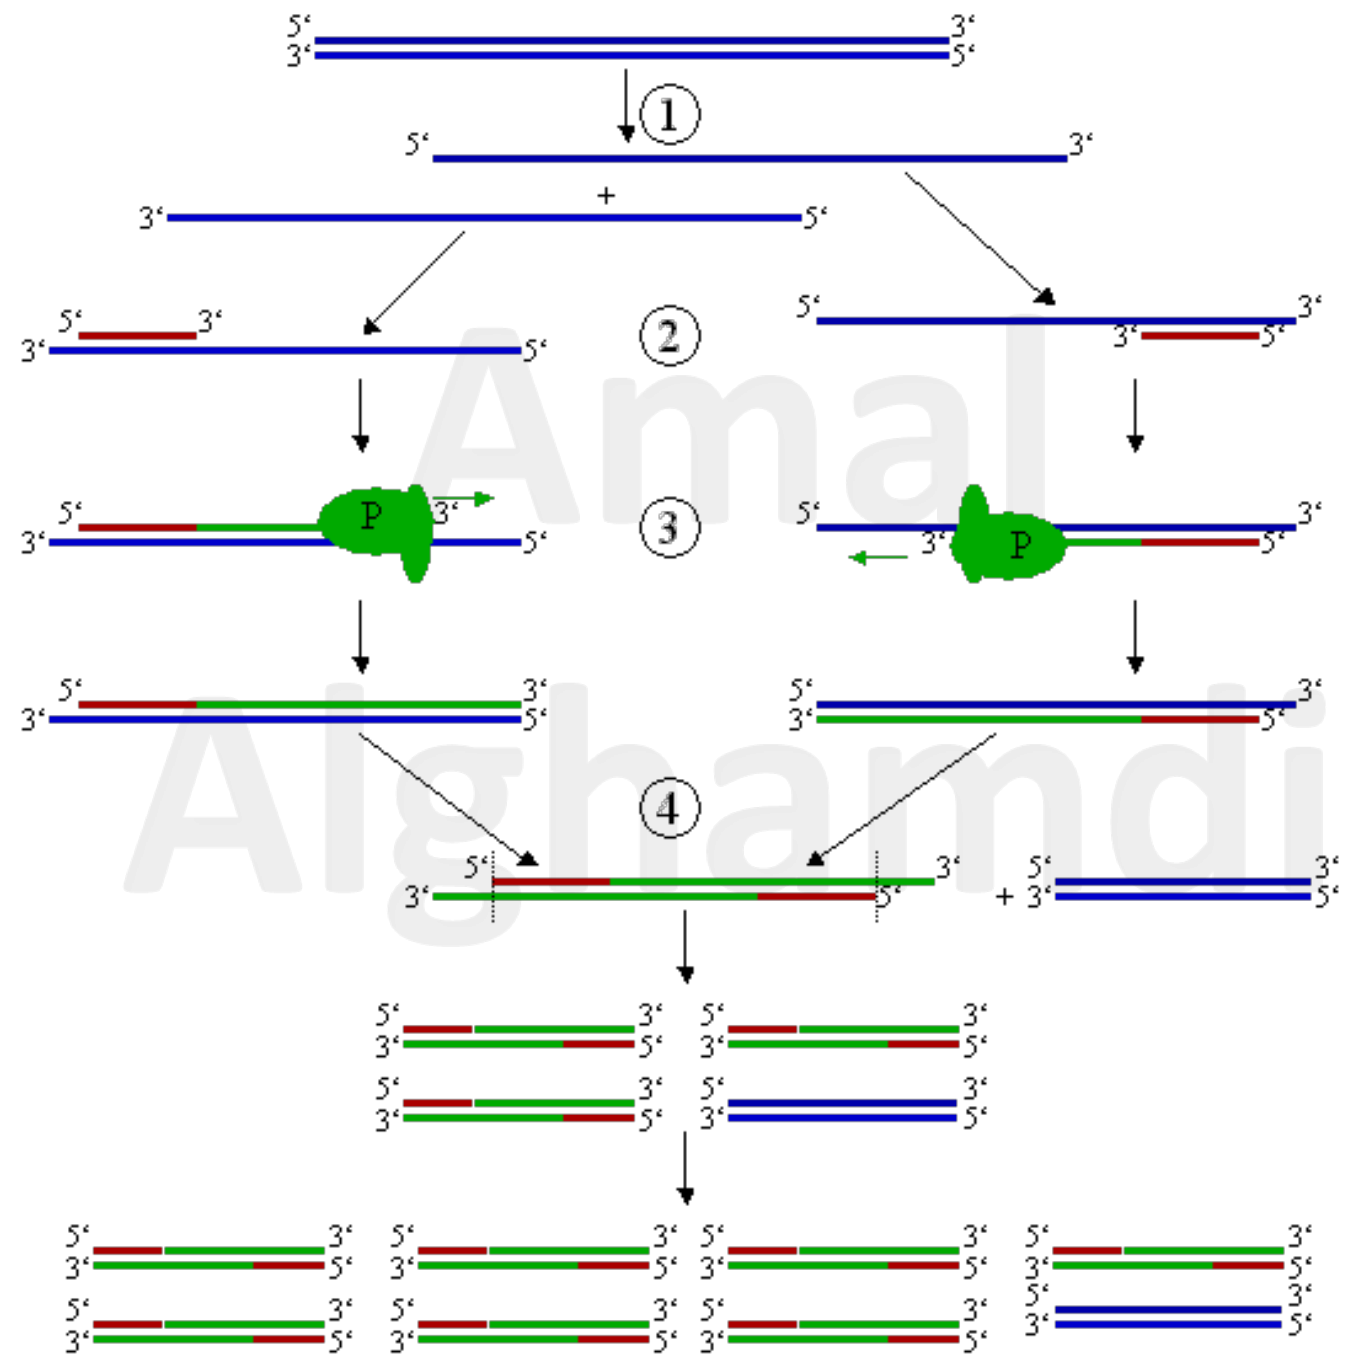 5‘ 3‘
3‘ 5‘
1
5‘ 3‘
+
3‘ 5‘
5‘ 3‘ 5‘ 3‘
3‘ 5‘ 2 3‘ 5‘
Amal
P
5‘ 3‘ 3 5‘ 3‘
3‘ 5‘ 3‘ P 5‘
5‘ 3‘ 5‘ 3‘
3‘ 5‘ 3‘ 5‘
Alghamdi
4
5‘ 3‘ 5‘ 3‘
3‘ 5‘ + 3‘ 5‘
5‘ 3‘ 5‘ 3‘
3‘ 5‘ 3‘ 5‘
5‘ 3‘ 5‘ 3‘
3‘ 5‘ 3‘ 5‘
5‘ 3‘ 5‘ 3‘ 5‘ 3‘ 5‘ 3‘
3‘ 5‘ 3‘ 5‘ 3‘ 5‘ 3‘ 5‘
5‘ 3‘ 5‘ 3‘ 5‘ 3‘ 5‘ 3‘
3‘ 5‘ 3‘ 5‘ 3‘ 5‘ 3‘ 5‘